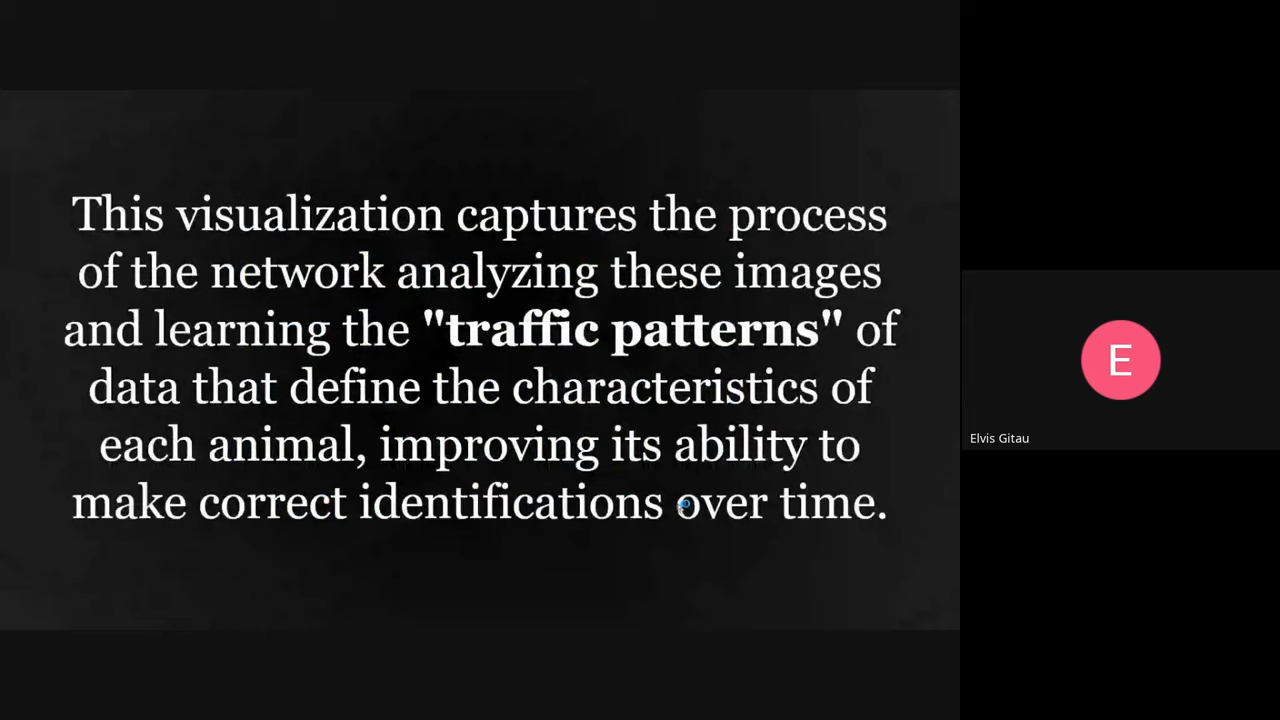 This visualization captures the process
of the network analyzing these images
and learning the "traffic patterns" of
data that define the characteristics of
each animal, improving its ability to
make correct identifications over time.
E
Elvis Gitau